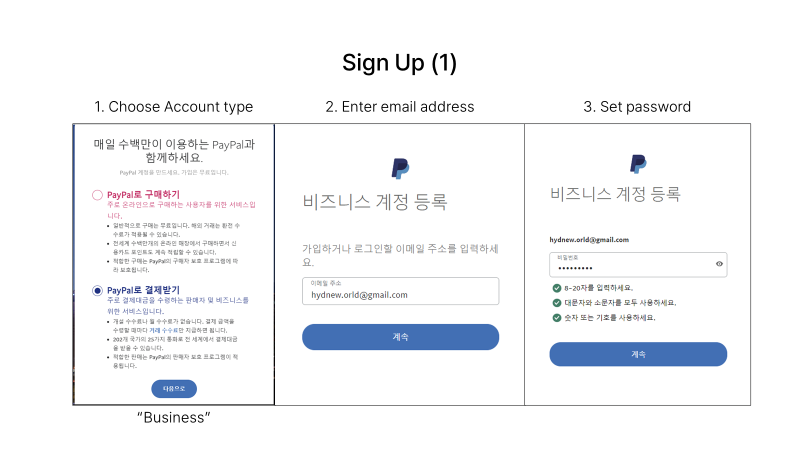 Sign Up (1)
1. Choose Account type
2. Enter email address
3. Set password
매일 수백만이 이용하는 PayPal과
함께하세요.
PayPal 계정을 만드세요. 가입은 무료입니다.
PayPal로 구매하기
주로 온라인으로 구매하는 사용자를 위한 서비스입
니다.
• 일반적으로 구매는 무료입니다. 해외 거래는 환전 수
수료가 적용될 수 있습니다.
• 전세계 수백만개의 온라인 매장에서 구매하면서 신
용카드 포인트도 계속 적립할 수 있습니다.
• 적합한 구매는 PayPal의 구매자 보호 프로그램에 따
라 보호됩니다.
PayPal로 결제받기
주로 결제대금을 수령하는 판매자 및 비즈니스를
위한 서비스입니다.
• 개설 수수료나 월 수수료가 없습니다. 결제 금액을
수령할 때마다 거래 수수료만 지급하면 됩니다.
• 202개 국가의 25가지 통화로 전 세계에서 결제대금
을 받을 수 있습니다.
• 적합한 판매는 PayPal의 판매자 보호 프로그램이 적
용됩니다.
다음으로
“Business”
비즈니스 계정 등록
가입하거나 로그인할 이메일 주소를 입력하세
요.
이메일 주소
hydnew.orld@gmail.com
계속
비즈니스 계정 등록
hydnew.orld@gmail.com
비밀번호
•••••••••
8-20자를 입력하세요.
대문자와 소문자를 모두 사용하세요.
숫자 또는 기호를 사용하세요.
계속